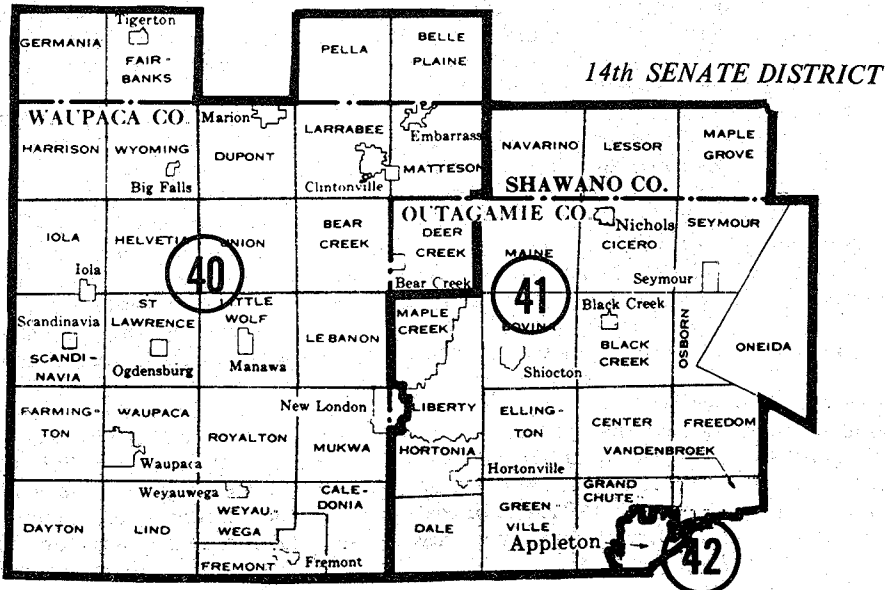 14th SENATE DISTRICT
Tigerton
GERMANIA
FAIR-
BANKS
PELLA
BELLE
PLAINE
WAUPACA CO.
Marion
LARRABEE
Embarrass
NAVARINO
LESSOR
MAPLE
GROVE
HARRISON
WYOMING
DUPONT
MATTESON
Big Falls
Clintonville
SHAWANO CO.
OUTAGAMIE CO.
IOLA
HELVETIA
UNION
BEAR
CREEK
DEER
CREEK
MAINE
Nichols
CICERO
SEYMOUR
Iola
40
Bear Creek
41
Seymour
Scandinavia
ST
LAWRENCE
LITTLE
WOLF
LEBANON
MAPLE
CREEK
BOVINA
Black Creek
BLACK
CREEK
OSBORN
ONEIDA
SCANDI-
NAVIA
Ogdensburg
Manawa
Shiocton
FARMING-
TON
WAUPACA
New London
LIBERTY
ELLING-
TON
CENTER
FREEDOM
ROYALTON
MUKWA
HORTONIA
VANDENBROEK
Waupaca
Hortonville
Weyauwega
CALE-
DONIA
GRAND
CHUTE
DAYTON
LIND
WEYAU-
WEGA
DALE
GREEN-
VILLE
Appleton
FREMONT
Fremont
42